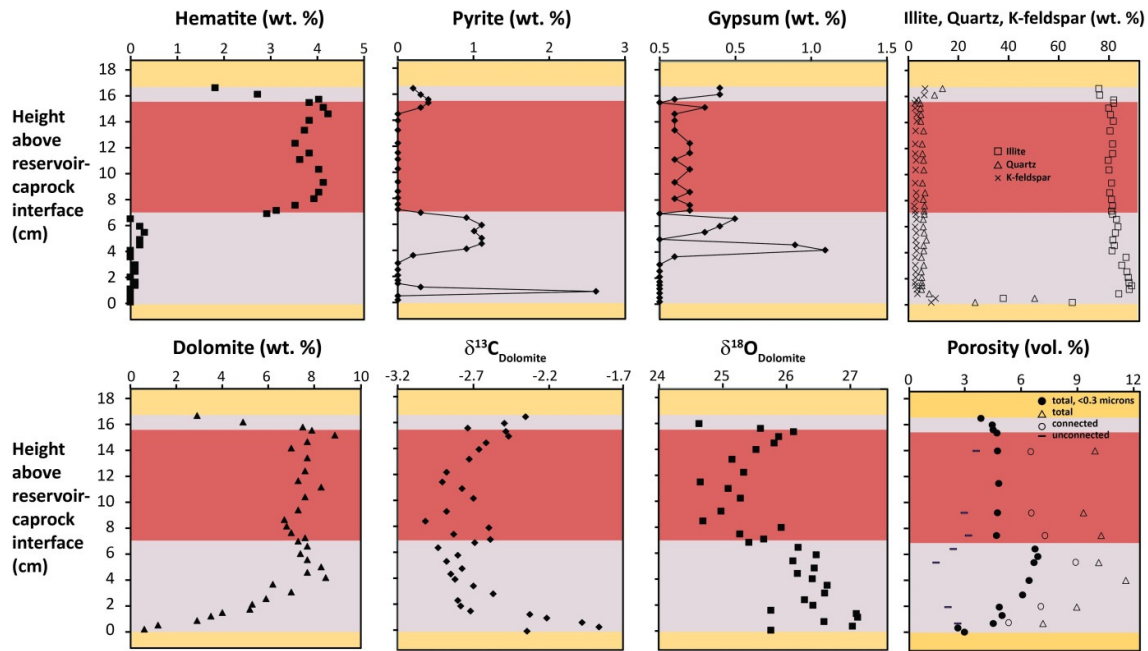 Hematite (wt. %)
Pyrite (wt. %)
Gypsum (wt. %)
Illite, Quartz, K-feldspar (wt. %)
0 1 2 3 4 5
0 1 2 3
0.5 0.5 1.0 1.5
0 20 40 60 80
18
16
14
12
10
8
6
4
2
0
Height
above
reservoir-
caprock
interface
(cm)
Illite
Quartz
K-feldspar
Dolomite (wt. %)
δ13CDolomite
δ18ODolomite
Porosity (vol. %)
0 2 4 6 8 10
-3.2 -2.7 -2.2 -1.7
24 25 26 27
0 3 6 9 12
18
16
14
12
10
8
6
4
2
0
Height
above
reservoir-
caprock
interface
(cm)
total, <0.3 microns
total
connected
unconnected